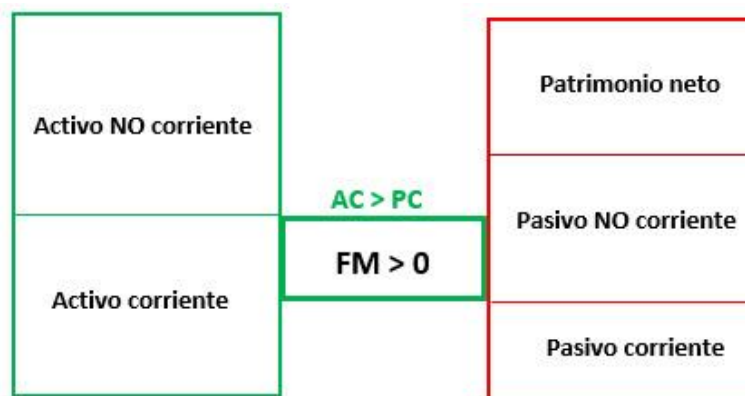 Activo NO corriente
Activo corriente
AC > PC
FM > 0
Patrimonio neto
Pasivo NO corriente
Pasivo corriente